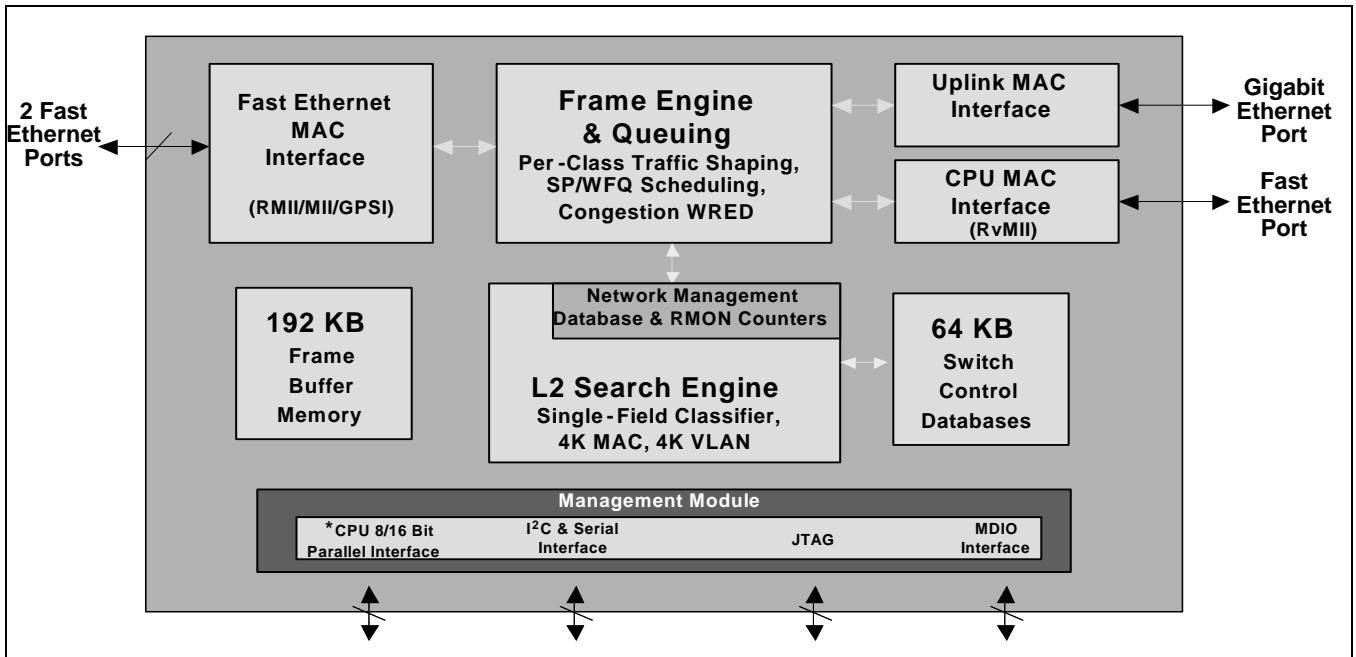 2 Fast
Ethernet
Ports
Fast Ethernet
MAC
Interface
(RMII/MII/GPSI)
Frame Engine
& Queuing
Per-Class Traffic Shaping,
SP/WFQ Scheduling,
Congestion WRED
Uplink MAC
Interface
Gigabit
Ethernet
Port
CPU MAC
Interface
(RvMII)
Fast
Ethernet
Port
192 KB
Frame
Buffer
Memory
Network Management
Database & RMON Counters
L2 Search Engine
Single-Field Classifier,
4K MAC, 4K VLAN
64 KB
Switch
Control
Databases
Management Module
*CPU 8/16 Bit
Parallel Interface
I²C & Serial
Interface
JTAG
MDIO
Interface